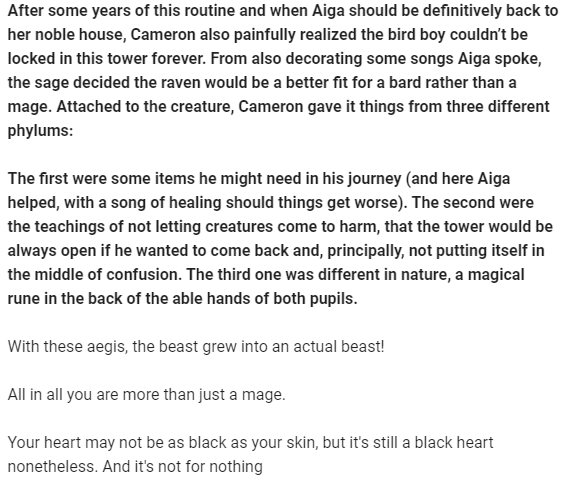 After some years of this routine and when Aiga should be definitively back to
her noble house, Cameron also painfully realized the bird boy couldn't be
locked in this tower forever. From also decorating some songs Aiga spoke,
the sage decided the raven would be a better fit for a bard rather than a
mage. Attached to the creature, Cameron gave it things from three different
phylums:
The first were some items he might need in his journey (and here Aiga
helped, with a song of healing should things get worse). The second were
the teachings of not letting creatures come to harm, that the tower would be
always open if he wanted to come back and, principally, not putting itself in
the middle of confusion. The third one was different in nature, a magical
rune in the back of the able hands of both pupils.
With these aegis, the beast grew into an actual beast!
All in all you are more than just a mage.
Your heart may not be as black as your skin, but it's still a black heart
nonetheless. And it's not for nothing